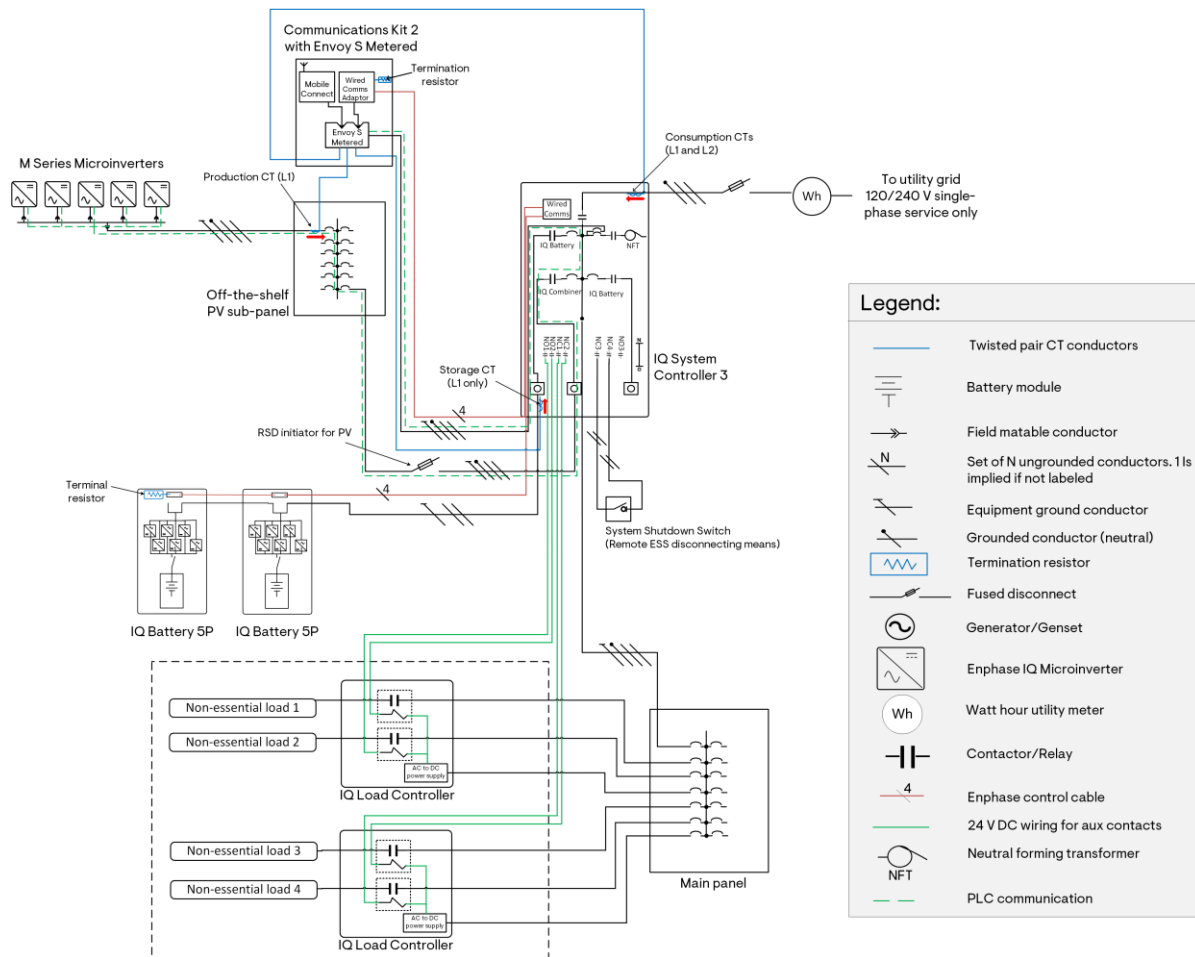 Communications Kit 2
with Envoy S Metered
Termination
resistor
Mobile
Connect
Wired
Comms
Adaptor
Envoy S
Metered
M Series Microinverters
Production CT (L1)
Consumption CTs
(L1 and L2)
Wh
To utility grid
120/240 V single-
phase service only
Wired
Comms
IQ Battery
NFT
IQ Combiner
IQ Battery
Off-the-shelf
PV sub-panel
NO1
NO2
NC1
NC2
NC3
NC4
NO3
N
IQ System
Controller 3
Storage CT
(L1 only)
4
RSD initiator for PV
Terminal
resistor
4
System Shutdown Switch
(Remote ESS disconnecting means)
IQ Battery 5P
IQ Battery 5P
Non-essential load 1
Non-essential load 2
AC to DC
power supply
IQ Load Controller
Non-essential load 3
Non-essential load 4
AC to DC
power supply
IQ Load Controller
Main panel
Legend:
Twisted pair CT conductors
Battery module
Field matable conductor
N
Set of N ungrounded conductors. 1 Is
implied if not labeled
Equipment ground conductor
Grounded conductor (neutral)
Termination resistor
Fused disconnect
Generator/Genset
Enphase IQ Microinverter
Wh
Watt hour utility meter
Contactor/Relay
4
Enphase control cable
24 V DC wiring for aux contacts
NFT
Neutral forming transformer
PLC communication